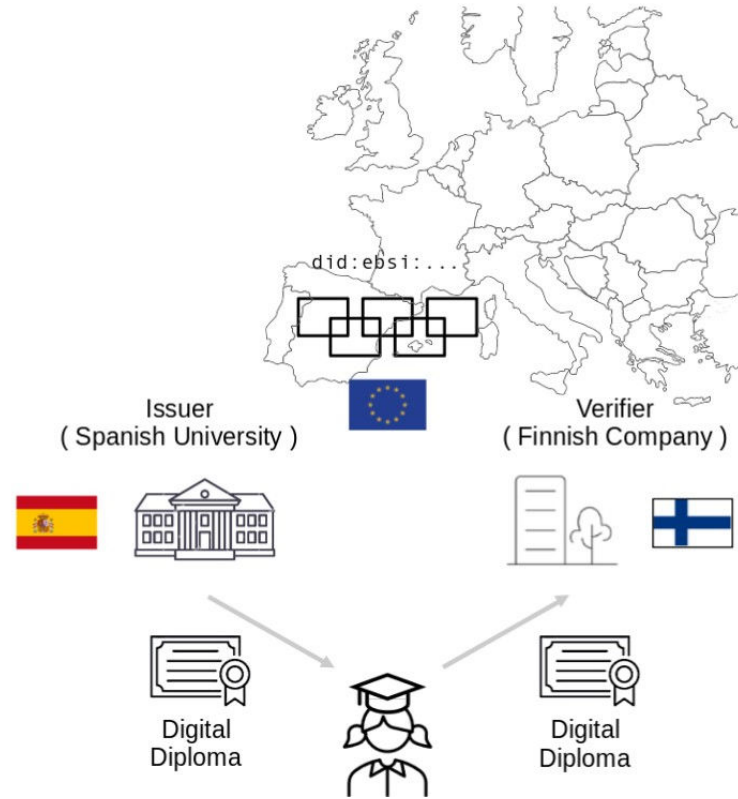 did:ebsi:...
Issuer
( Spanish University )
Verifier
( Finnish Company )
Digital
Diploma
Digital
Diploma